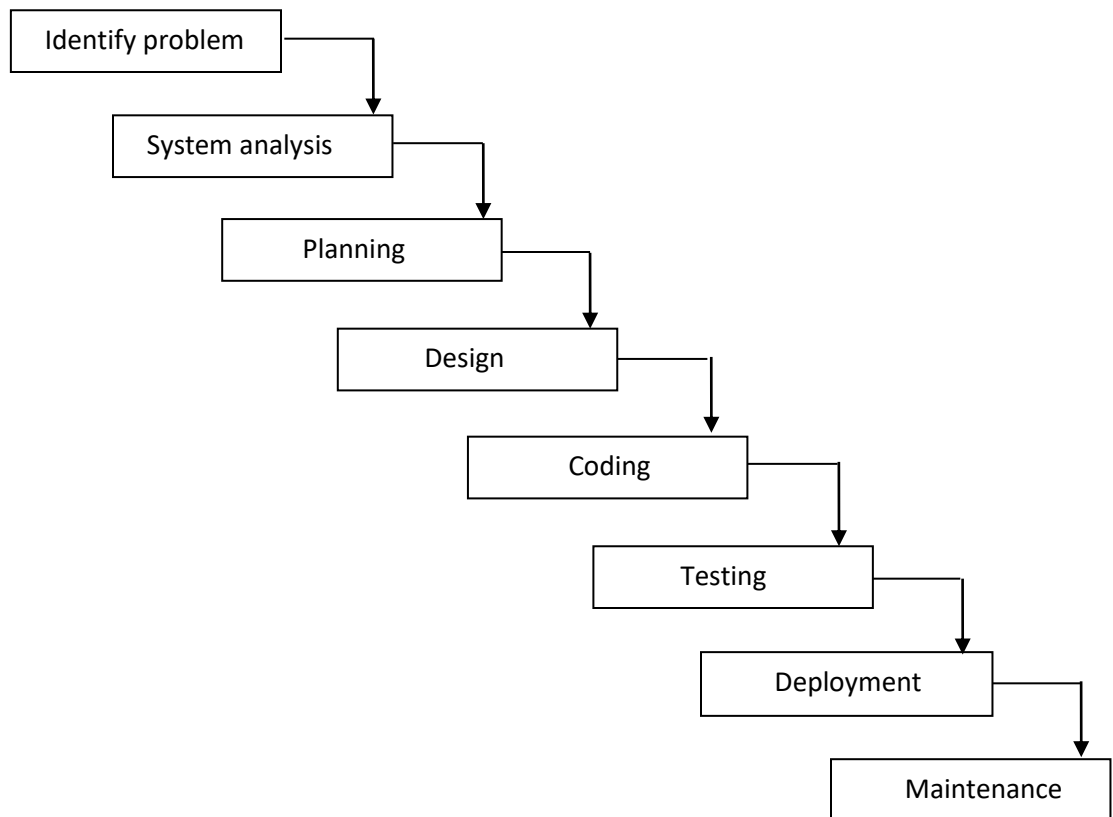 Identify problem
System analysis
Planning
Design
Coding
Testing
Deployment
Maintenance